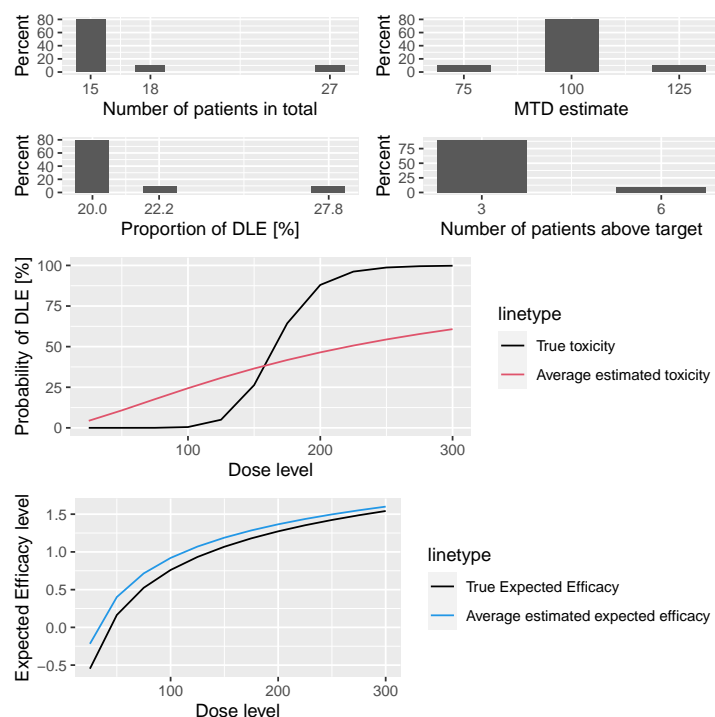 Percent
80
60
40
20
0
15
18
27
Number of patients in total
Percent
80
60
40
20
0
75
100
125
MTD estimate
Percent
80
60
40
20
0
20.0
22.2
27.8
Proportion of DLE [%]
Percent
75
50
25
0
3
6
Number of patients above target
Probability of DLE [%]
100
75
50
25
0
100
200
300
Dose level
linetype
True toxicity
Average estimated toxicity
Expected Efficacy level
1.5
1.0
0.5
0.0
−0.5
100
200
300
Dose level
linetype
True Expected Efficacy
Average estimated expected efficacy